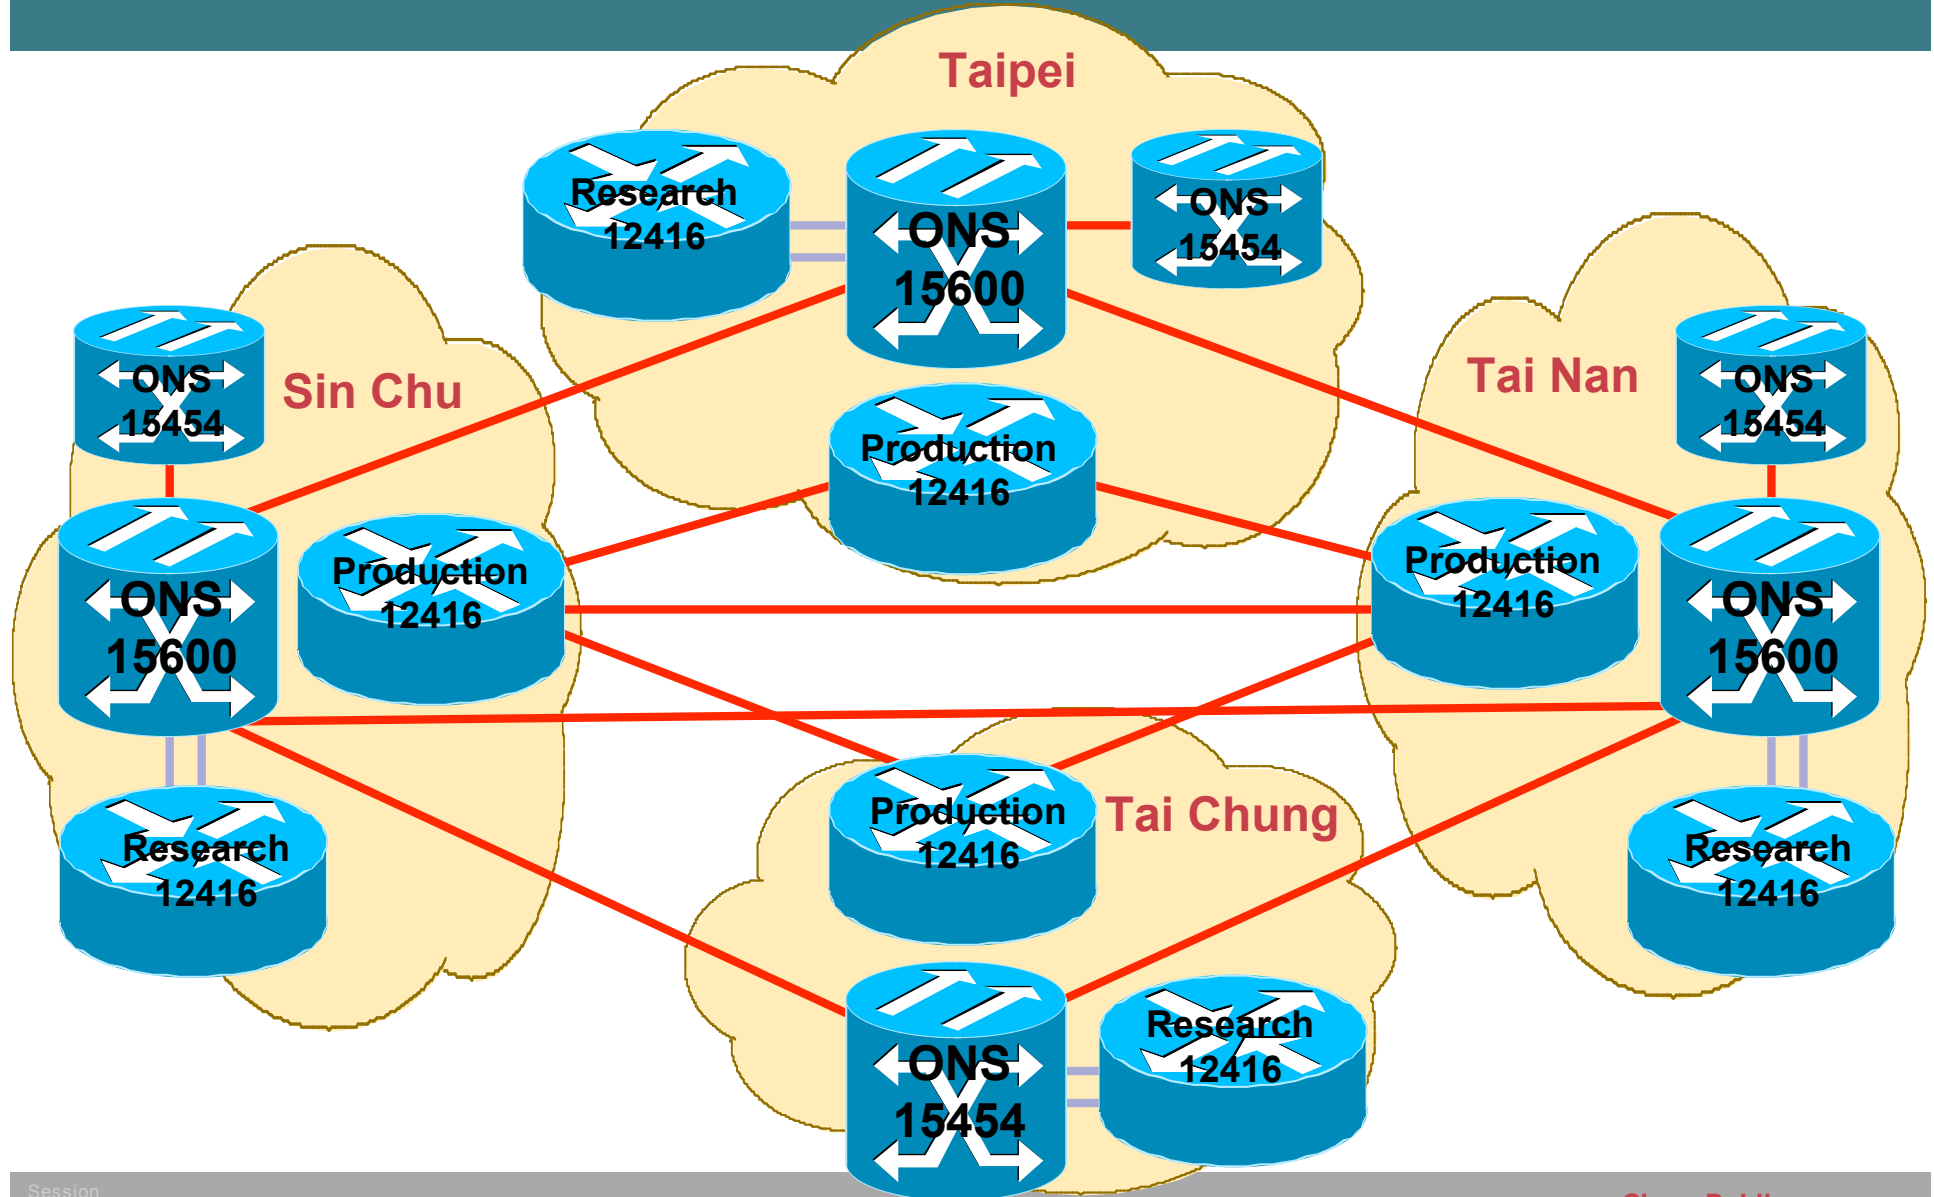 Taipei
Research
12416
ONS
15600
ONS
15454
Production
12416
Sin Chu
ONS
15454
ONS
15600
Production
12416
Research
12416
Tai Nan
ONS
15454
Production
12416
ONS
15600
Research
12416
Tai Chung
Production
12416
ONS
15454
Research
12416
Session